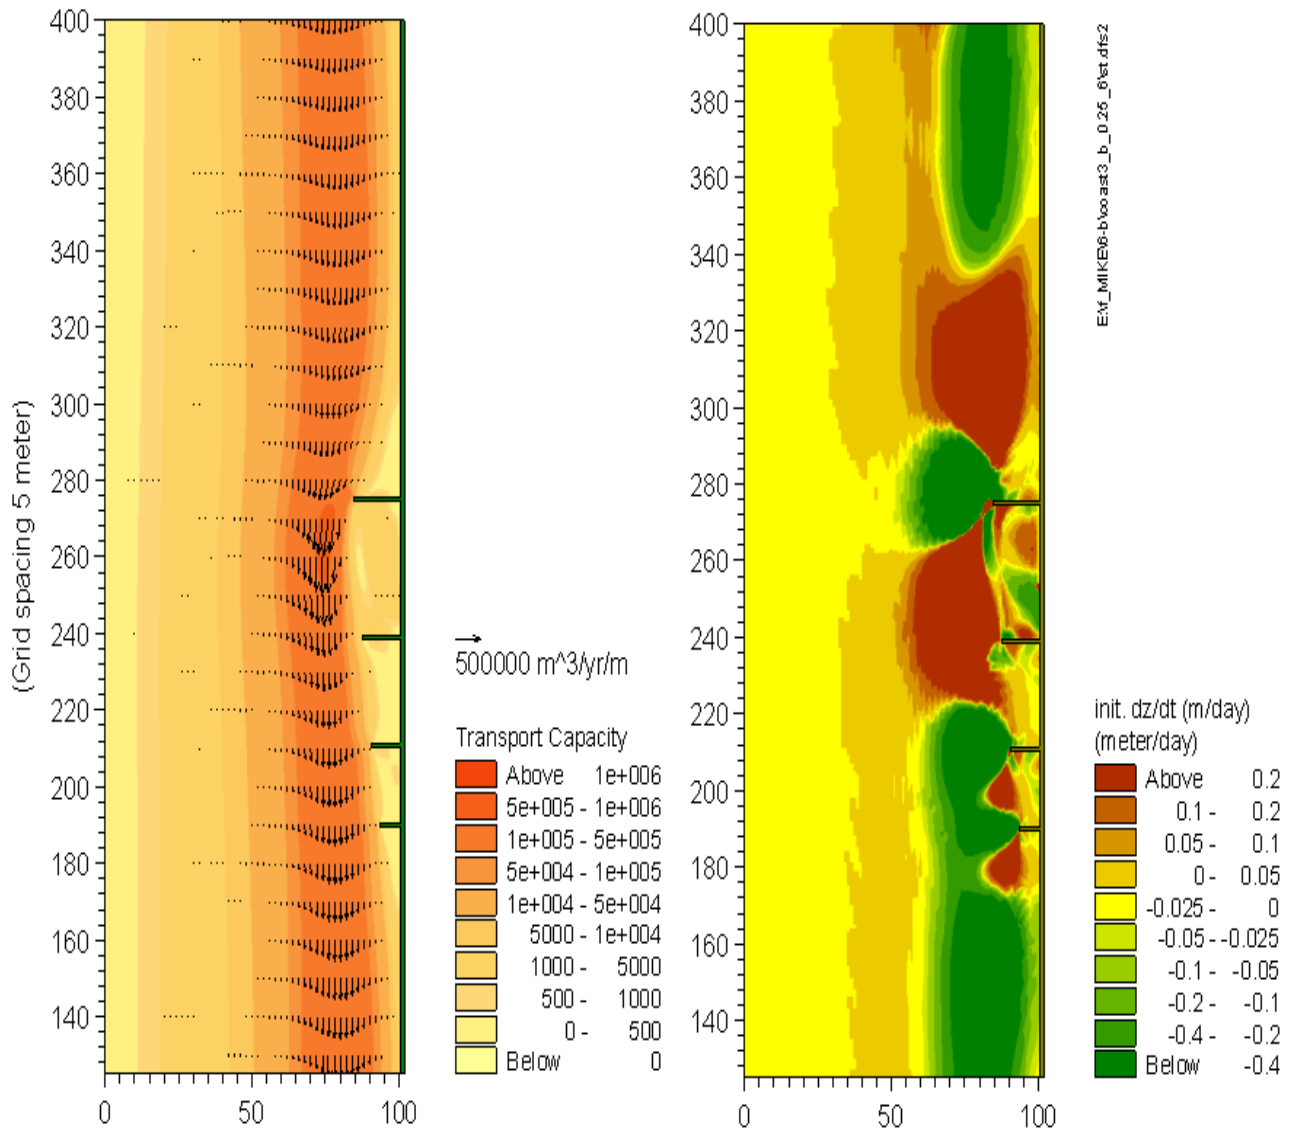 400
380
360
340
320
300
280
260
240
220
200
180
160
140
0
50
100
(Grid spacing 5 meter)
500000 m^3/yr/m
Transport Capacity
Above 1e+006
5e+005 - 1e+006
1e+005 - 5e+005
5e+004 - 1e+005
1e+004 - 5e+004
5000 - 1e+004
1000 - 5000
500 - 1000
0 - 500
Below 0
400
380
360
340
320
300
280
260
240
220
200
180
160
140
0
50
100
init. dz/dt (m/day)
(meter/day)
Above 0.2
0.1 - 0.2
0.05 - 0.1
0 - 0.05
-0.025 - 0
-0.05 - -0.025
-0.1 - -0.05
-0.2 - -0.1
-0.4 - -0.2
Below -0.4